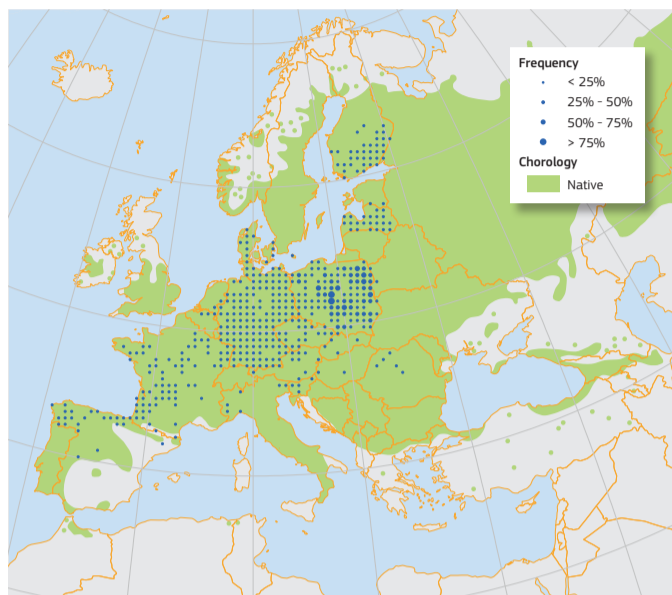 Frequency
< 25%
25% - 50%
50% - 75%
> 75%
Chorology
Native